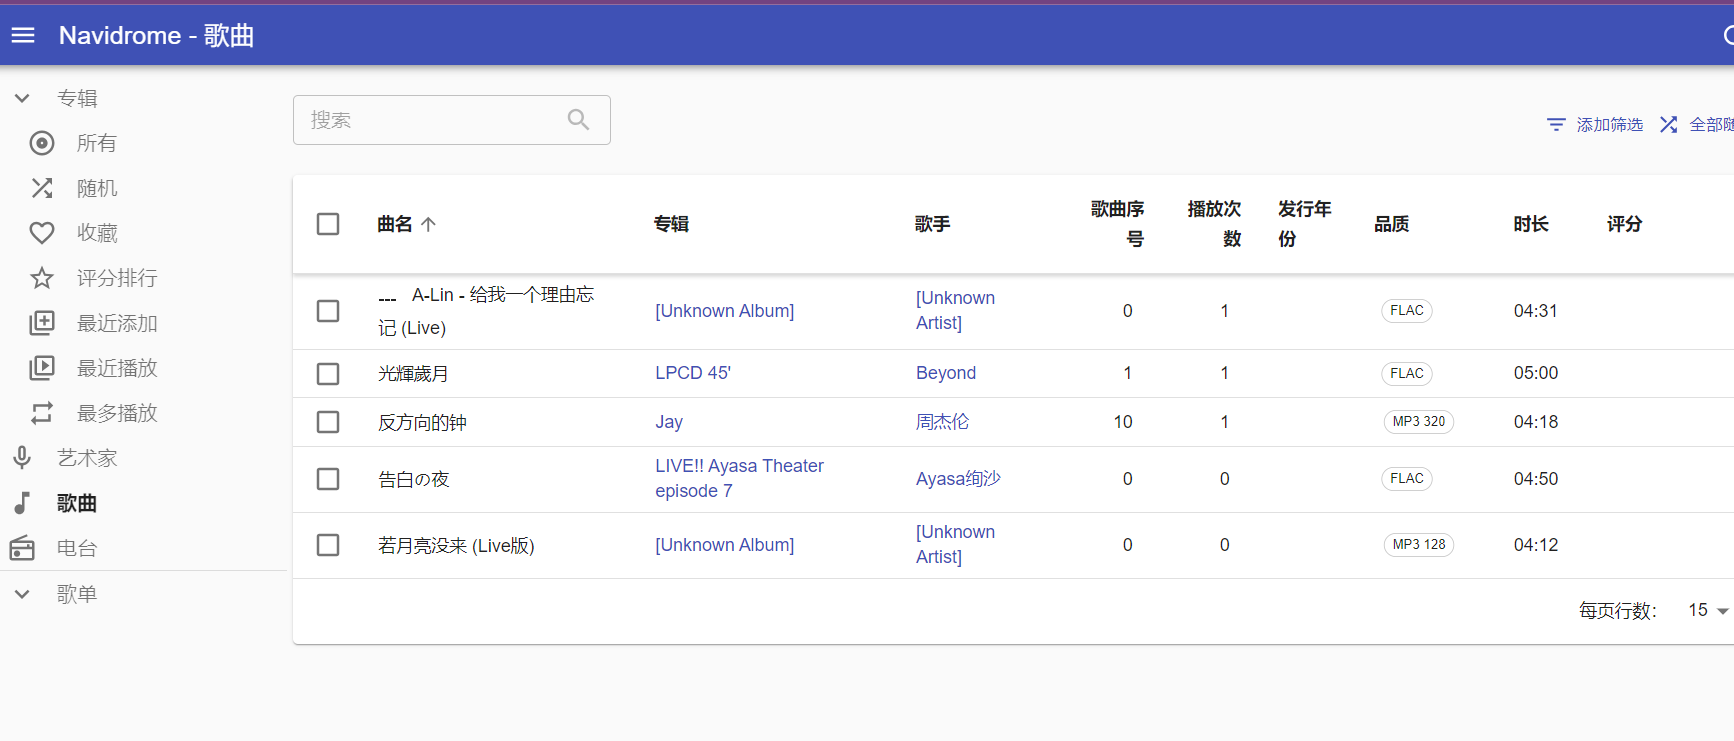 Navidrome - 歌曲
专辑
所有
随机
收藏
评分排行
最近添加
最近播放
最多播放
艺术家
歌曲
电台
歌单
搜索
添加筛选 全部随
曲名 专辑 歌手 歌曲序号 播放次数 发行年份 品质 时长 评分
--- A-Lin - 给我一个理由忘记 (Live) [Unknown Album] [Unknown Artist] 0 1 FLAC 04:31
光輝歲月 LPCD 45' Beyond 1 1 FLAC 05:00
反方向的钟 Jay 周杰伦 10 1 MP3 320 04:18
告白の夜 LIVE!! Ayasa Theater episode 7 Ayasa绚沙 0 0 FLAC 04:50
若月亮没来 (Live版) [Unknown Album] [Unknown Artist] 0 0 MP3 128 04:12
每页行数： 15